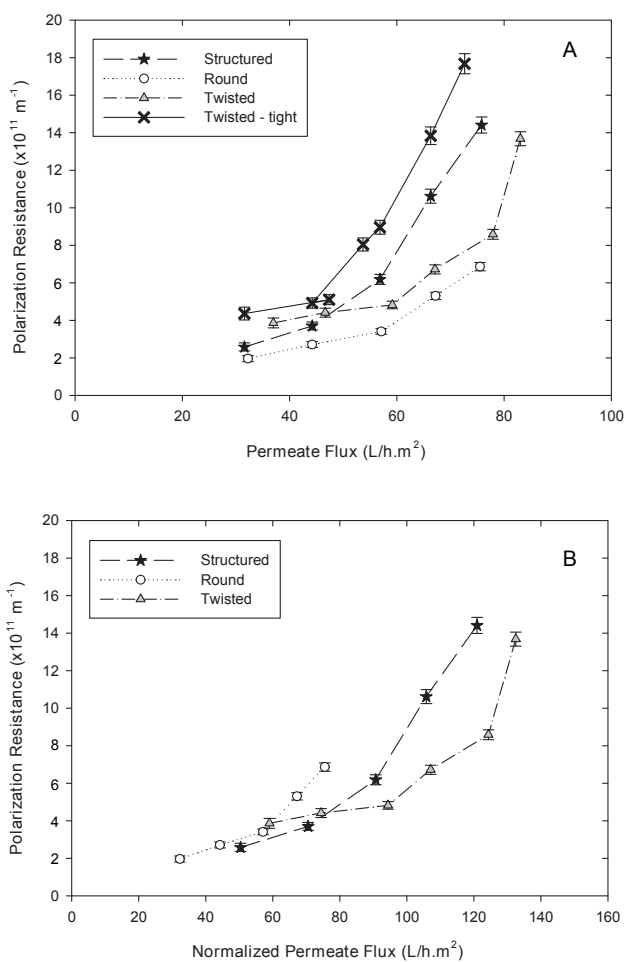 20
18
16
14
12
10
8
6
4
2
0
Polarization Resistance (x10¹¹ m⁻¹)
Structured
Round
Twisted
Twisted - tight
A
0 20 40 60 80 100
Permeate Flux (L/h.m²)
20
18
16
14
12
10
8
6
4
2
0
Polarization Resistance (x10¹¹ m⁻¹)
Structured
Round
Twisted
B
0 20 40 60 80 100 120 140 160
Normalized Permeate Flux (L/h.m²)